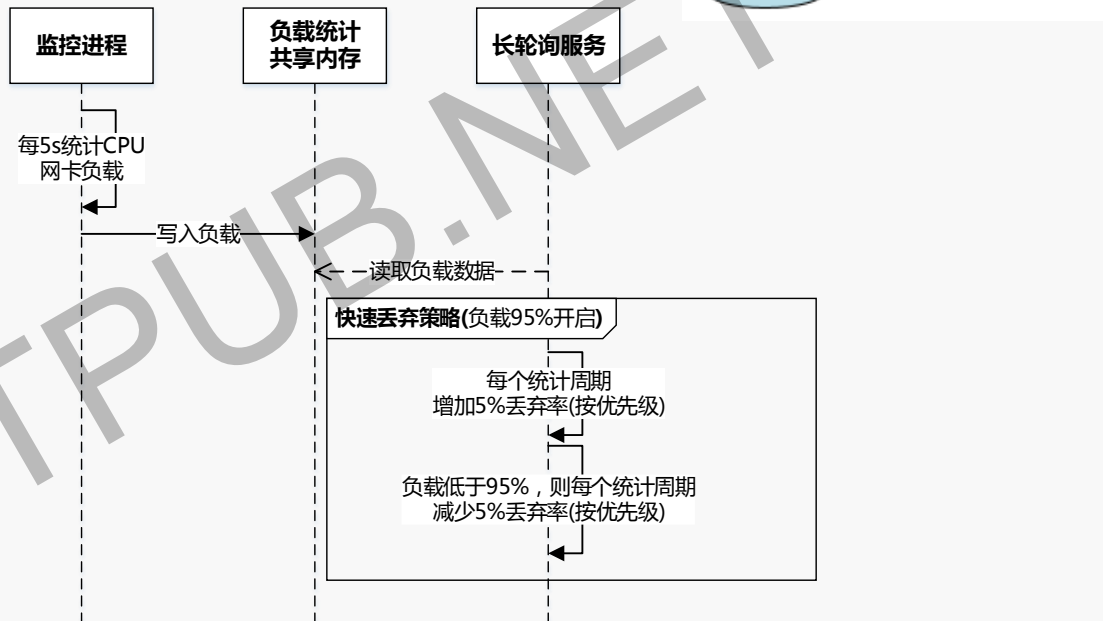 监控进程
负载统计
共享内存
长轮询服务
每5s统计CPU
网卡负载
写入负载
读取负载数据
快速丢弃策略(负载95%开启)
每个统计周期
增加5%丢弃率(按优先级)
负载低于95%，则每个统计周期
减少5%丢弃率(按优先级)
TPUB.NET